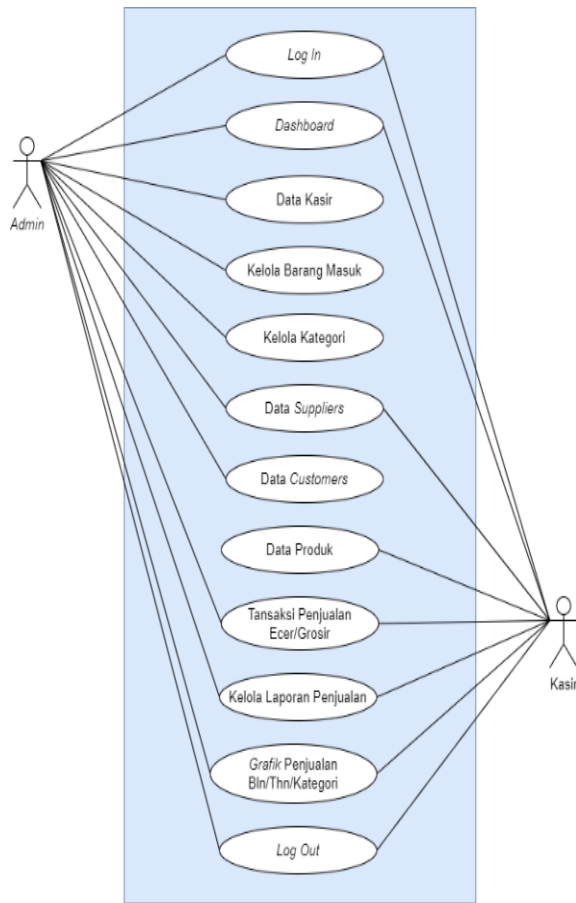 Log In
Dashboard
Admin
Data Kasir
Kelola Barang Masuk
Kelola Kategori
Data Suppliers
Data Customers
Data Produk
Tansaksi Penjualan
Ecer/Grosir
Kasir
Kelola Laporan Penjualan
Grafik Penjualan
Bln/Thn/Kategori
Log Out